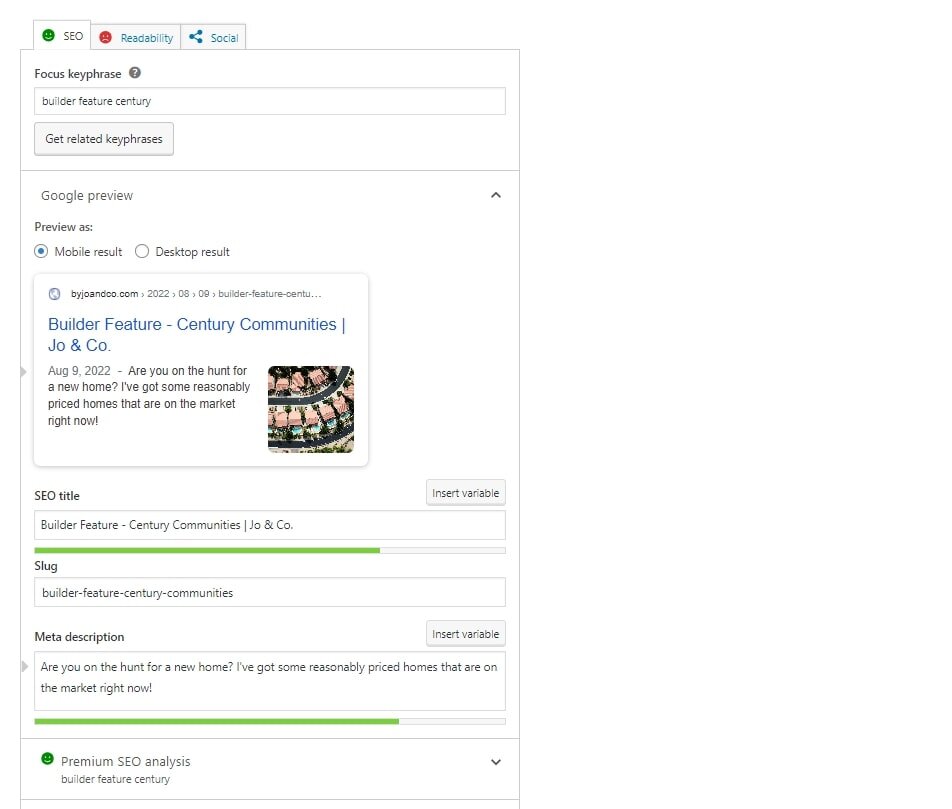 SEO
Readability
Social
Focus keyphrase ?
builder feature century
Get related keyphrases
Google preview
Preview as:
Mobile result
Desktop result
byjoandco.com › 2022 › 08 › 09 › builder-feature-centu…
Builder Feature - Century Communities |
Jo & Co.
Aug 9, 2022 - Are you on the hunt for
a new home? I've got some reasonably
priced homes that are on the market
right now!
SEO title
Insert variable
Builder Feature - Century Communities | Jo & Co.
Slug
builder-feature-century-communities
Meta description
Insert variable
Are you on the hunt for a new home? I've got some reasonably priced homes that are on
the market right now!
Premium SEO analysis
builder feature century